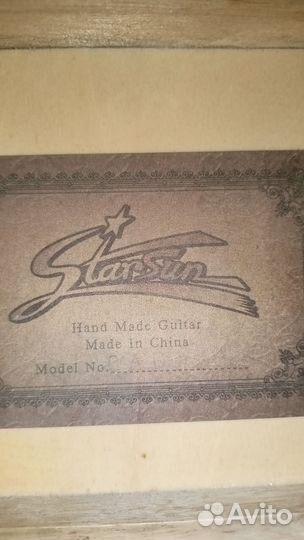 StarSun
Hand Made Guitar
Made in China
Model No.
Avito